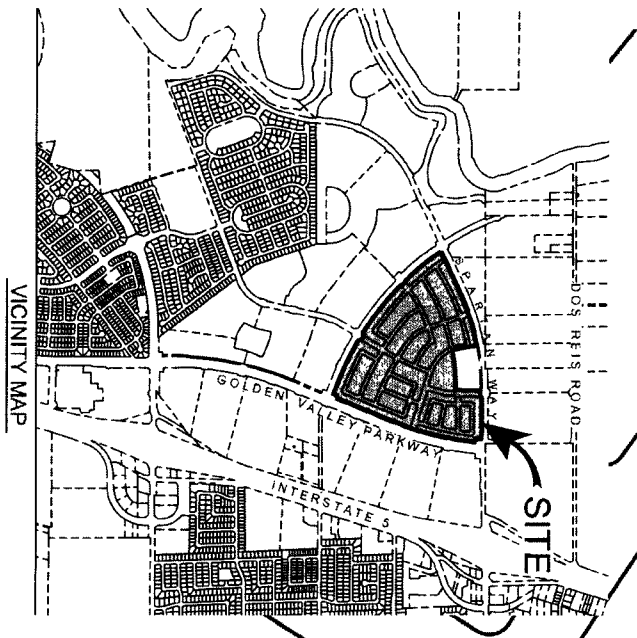 DOS REIS ROAD
SPARTAN WAY
GOLDEN VALLEY PARKWAY
INTERSTATE 5
SITE
VICINITY MAP